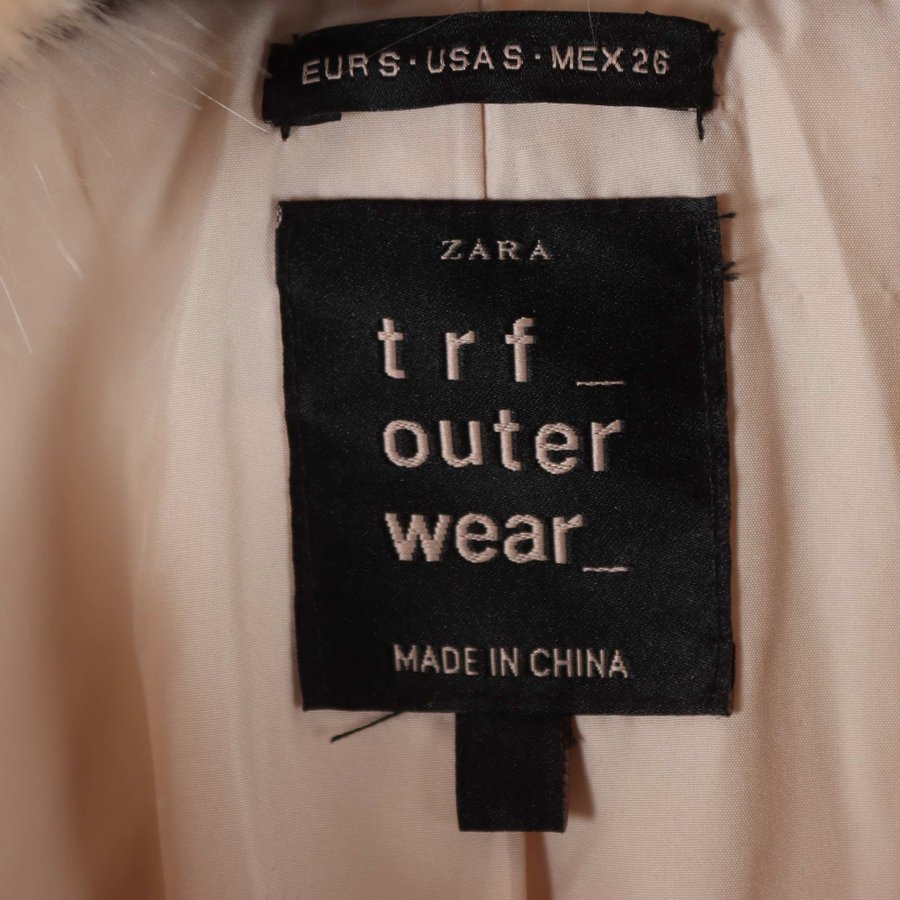 EUR S · USA S · MEX 26
ZARA
trf_
outer
wear_
MADE IN CHINA